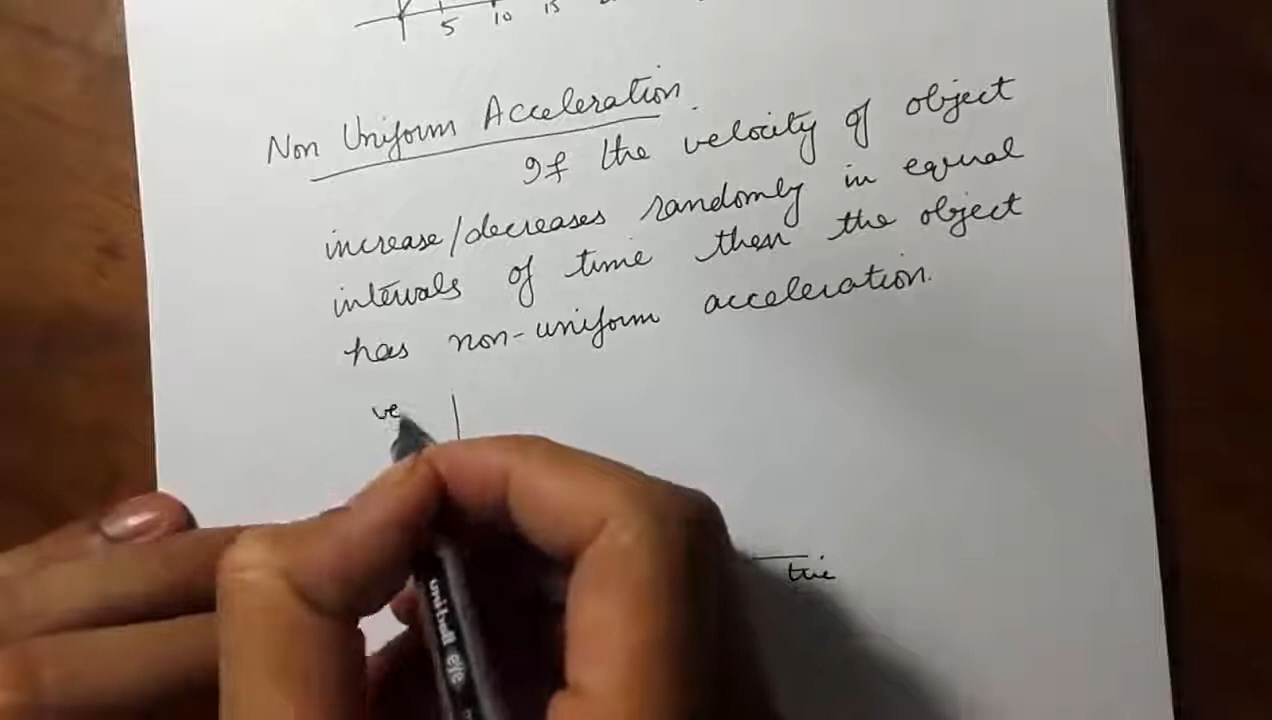 5 10 15
Non Uniform Acceleration.
If the velocity of object
increase/decreases randomly in equal
intervals of time then the object
has non-uniform acceleration.
ve
uniball eye